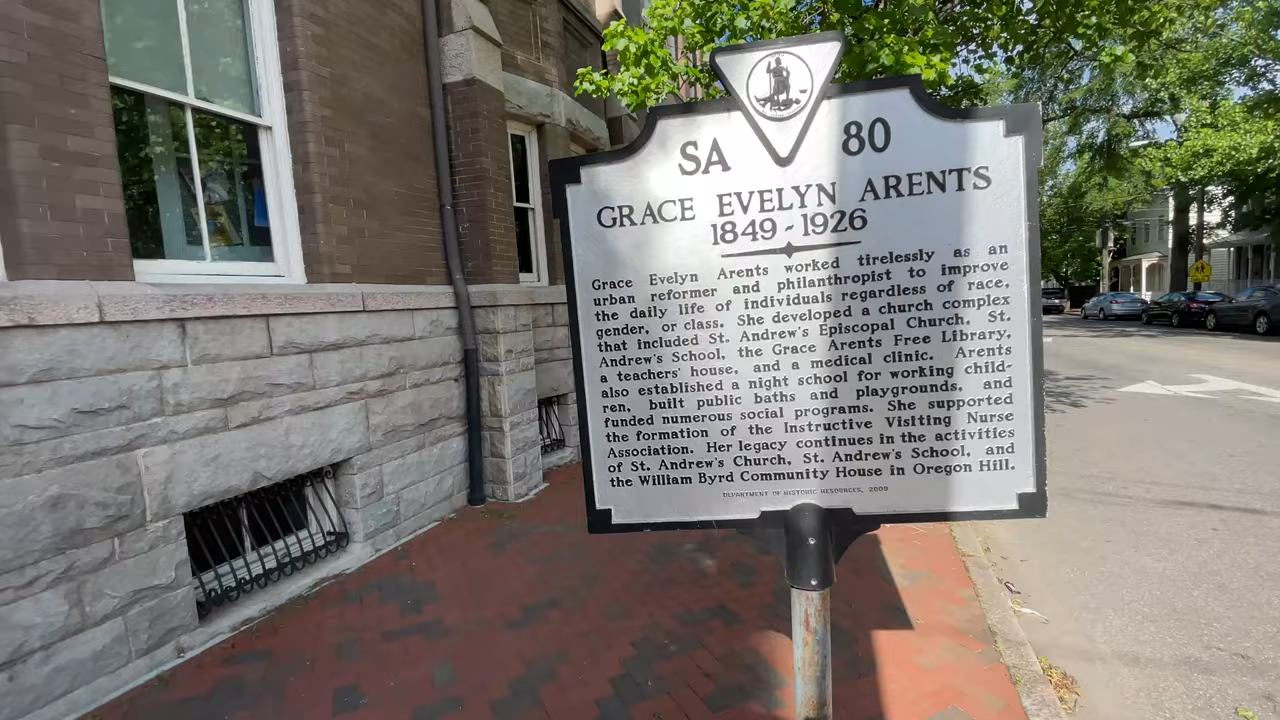 SA 80
GRACE EVELYN ARENTS
1849-1926
Grace Evelyn Arents worked tirelessly as an
urban reformer and philanthropist to improve
the daily life of individuals regardless of race,
gender, or class. She developed a church complex
that included St. Andrew's Episcopal Church, St.
Andrew's School, the Grace Arents Free Library,
a teachers' house, and a medical clinic. Arents
also established a night school for working child-
ren, built public baths and playgrounds, and
funded numerous social programs. She supported
the formation of the Instructive Visiting Nurse
Association. Her legacy continues in the activities
of St. Andrew's Church, St. Andrew's School, and
the William Byrd Community House in Oregon Hill.
DEPARTMENT OF HISTORIC RESOURCES, 2009